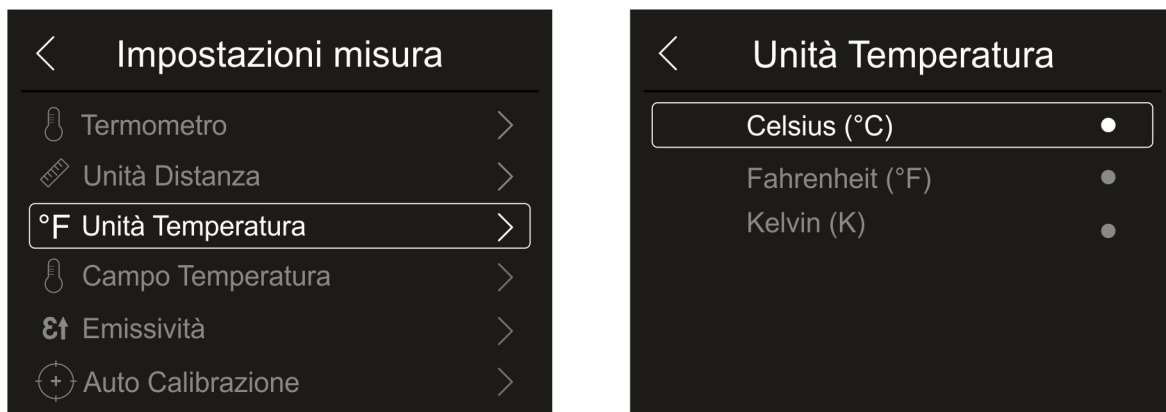 Impostazioni misura
Termometro
Unità Distanza
°F Unità Temperatura
Campo Temperatura
Ɛ↑ Emissività
Auto Calibrazione
Unità Temperatura
Celsius (°C)
Fahrenheit (°F)
Kelvin (K)